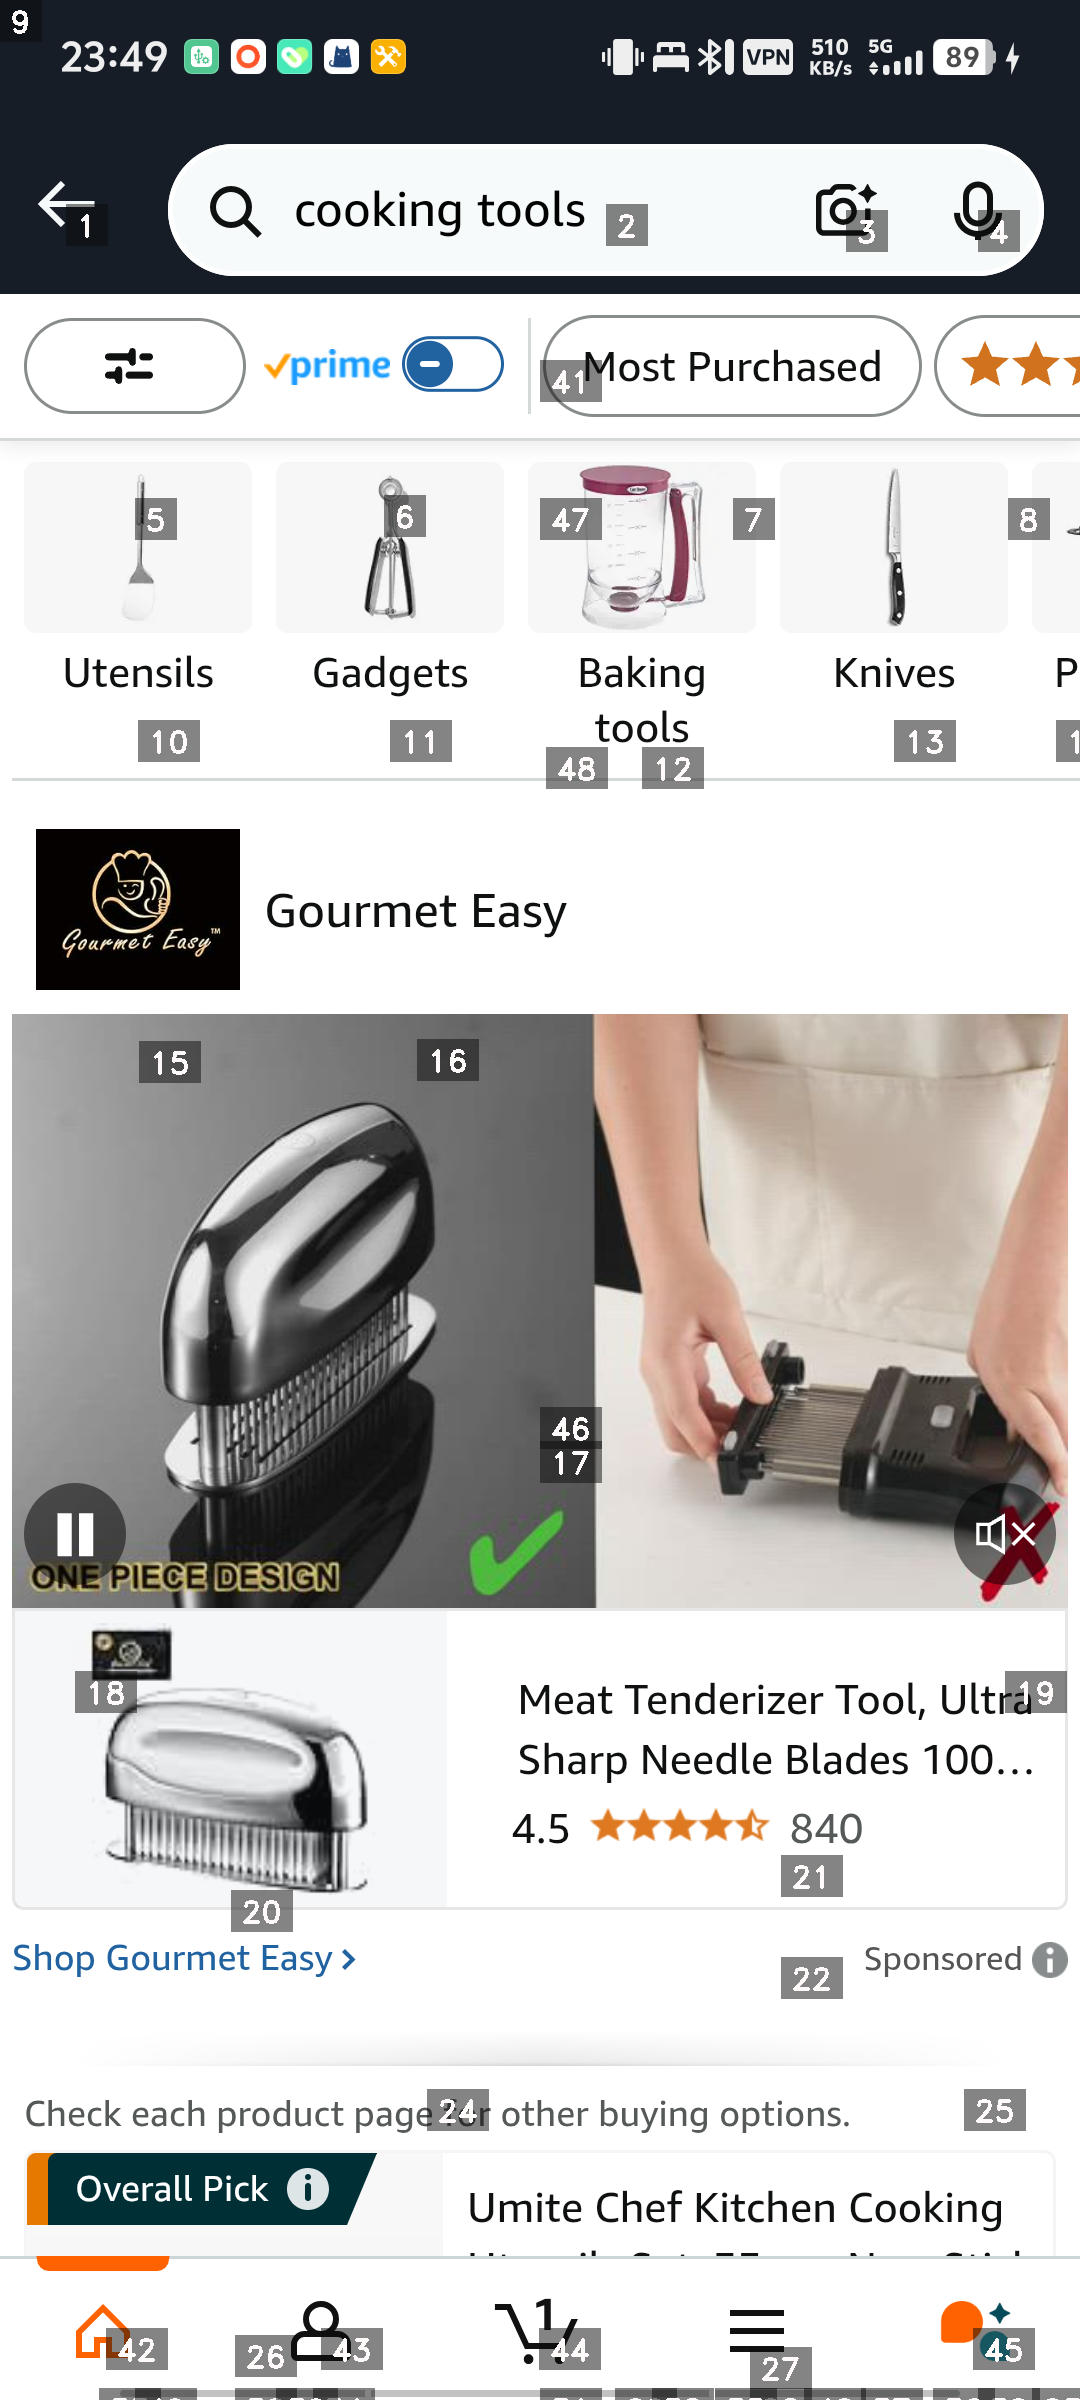 9
23:49
VPN
510
KB/s
5G
89
1
cooking tools
2
3
4
prime
41
Most Purchased
5
6
47
7
8
Utensils
Gadgets
Baking
tools
Knives
P
10
11
48
12
13
1
Gourmet Easy™
Gourmet Easy
15
16
46
17
ONE PIECE DESIGN
18
19
Meat Tenderizer Tool, Ultra
Sharp Needle Blades 100...
4.5
840
21
20
Shop Gourmet Easy
22
Sponsored
Check each product page for other buying options.
24
25
Overall Pick
Umite Chef Kitchen Cooking
1
42
26
43
44
27
45